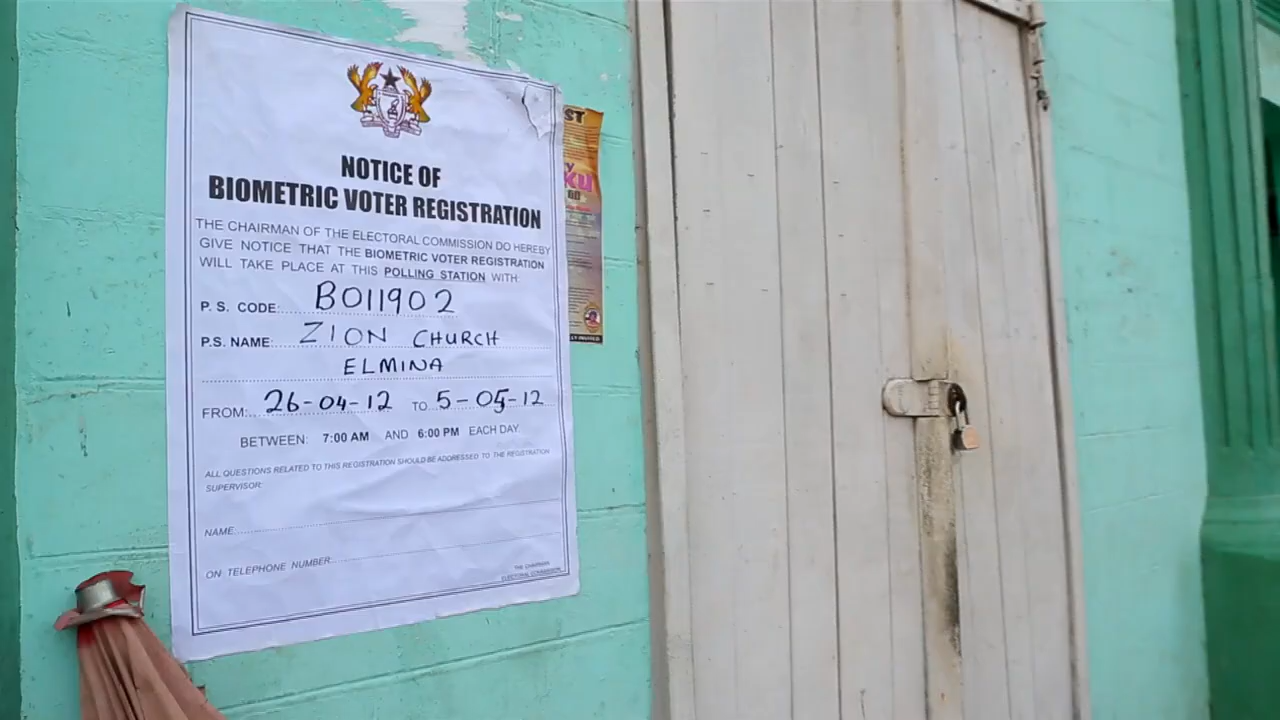 NOTICE OF
BIOMETRIC VOTER REGISTRATION
THE CHAIRMAN OF THE ELECTORAL COMMISSION DO HEREBY
GIVE NOTICE THAT THE BIOMETRIC VOTER REGISTRATION
WILL TAKE PLACE AT THIS POLLING STATION WITH:
P.S. CODE: B011902
P.S. NAME: ZION CHURCH
ELMINA
FROM: 26-04-12 TO 5-05-12
BETWEEN: 7:00 AM AND 6:00 PM EACH DAY.
ALL QUESTIONS RELATED TO THIS REGISTRATION SHOULD BE ADDRESSED TO THE REGISTRATION
SUPERVISOR:
NAME
ON TELEPHONE NUMBER
THE CHAIRMAN
ELECTORAL COMMISSION
ST
KU